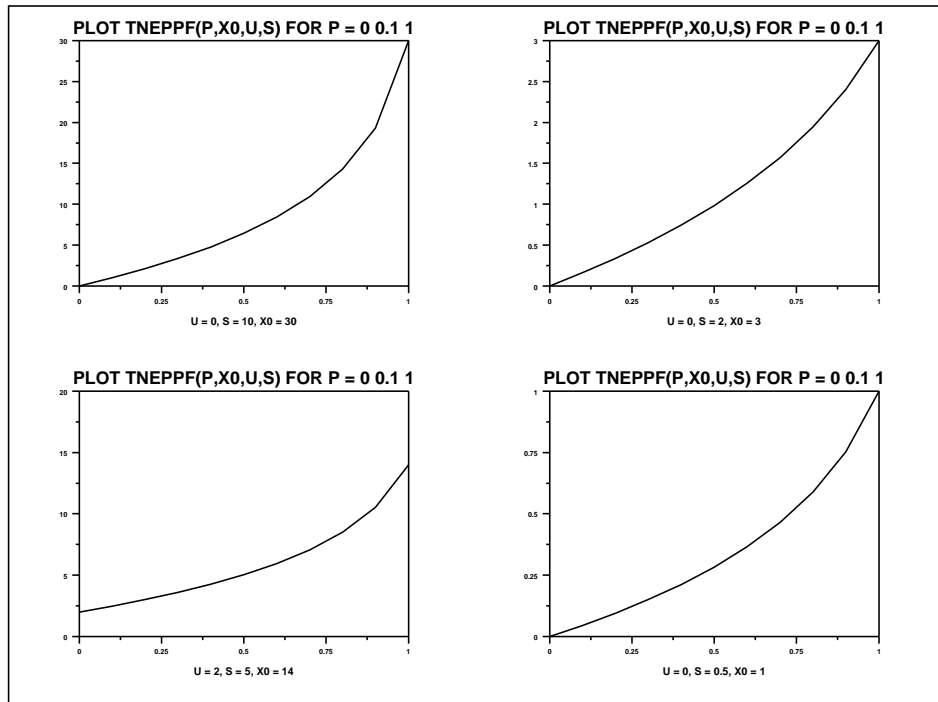 PLOT TNEPPF(P,X0,U,S) FOR P = 0 0.1 1
30
25
20
15
10
5
0
0 0.25 0.5 0.75 1
U = 0, S = 10, X0 = 30
PLOT TNEPPF(P,X0,U,S) FOR P = 0 0.1 1
3
2.5
2
1.5
1
0.5
0
0 0.25 0.5 0.75 1
U = 0, S = 2, X0 = 3
PLOT TNEPPF(P,X0,U,S) FOR P = 0 0.1 1
20
15
10
5
0
0 0.25 0.5 0.75 1
U = 2, S = 5, X0 = 14
PLOT TNEPPF(P,X0,U,S) FOR P = 0 0.1 1
1
0.75
0.5
0.25
0
0 0.25 0.5 0.75 1
U = 0, S = 0.5, X0 = 1